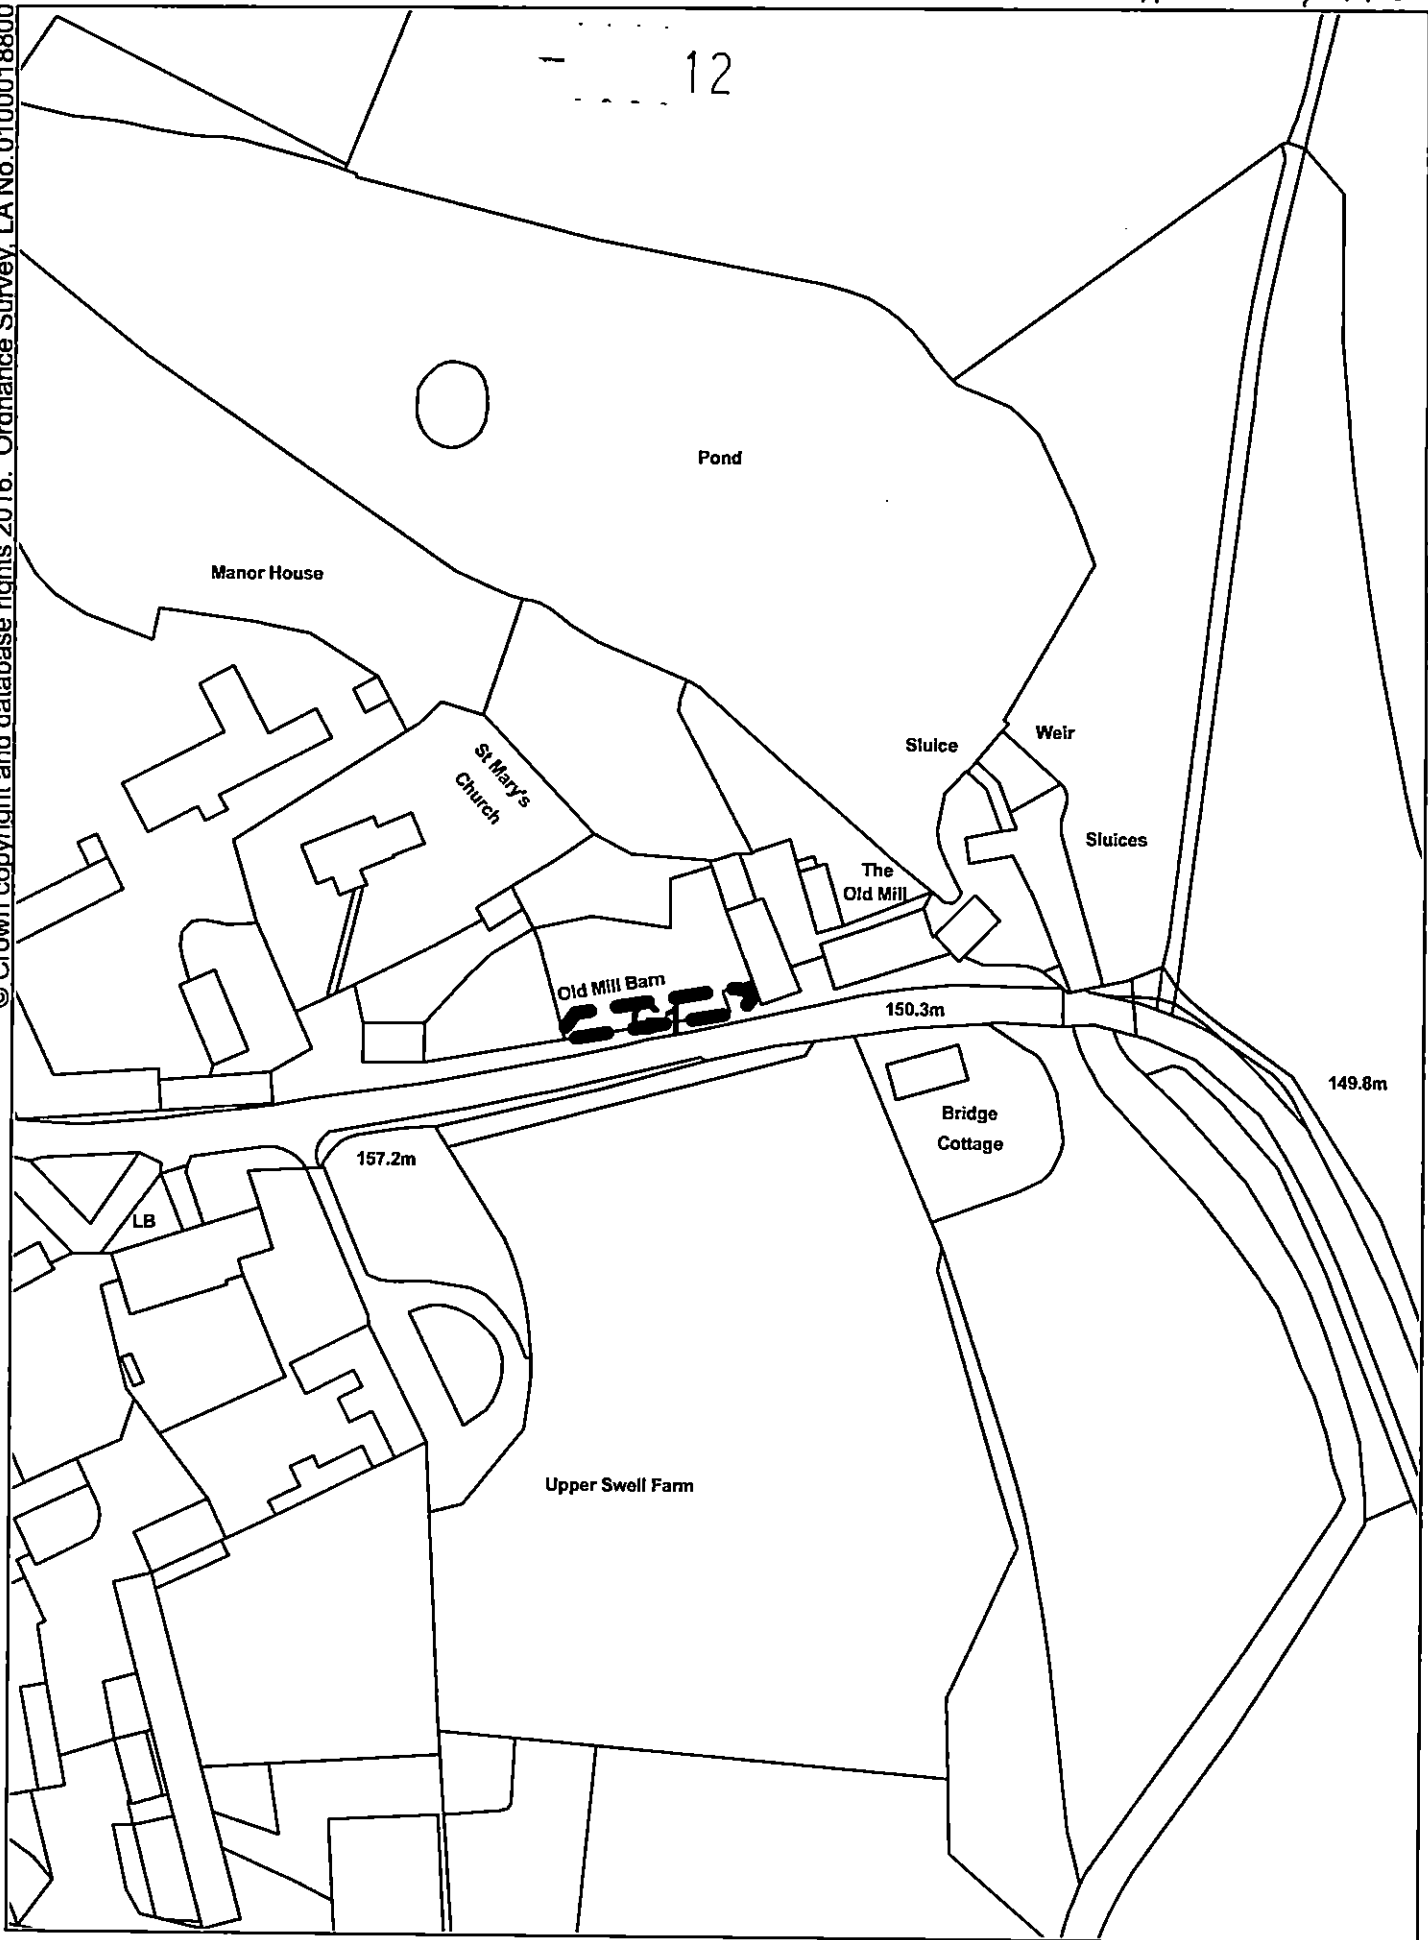 12
© Crown copyright and database rights 2016. Ordnance Survey, LA No.0100018800
Pond
Manor House
St Mary's
Church
Sluice
Weir
Sluices
The
Old Mill
Old Mill Barn
150.3m
149.8m
Bridge
Cottage
157.2m
LB
Upper Swell Farm